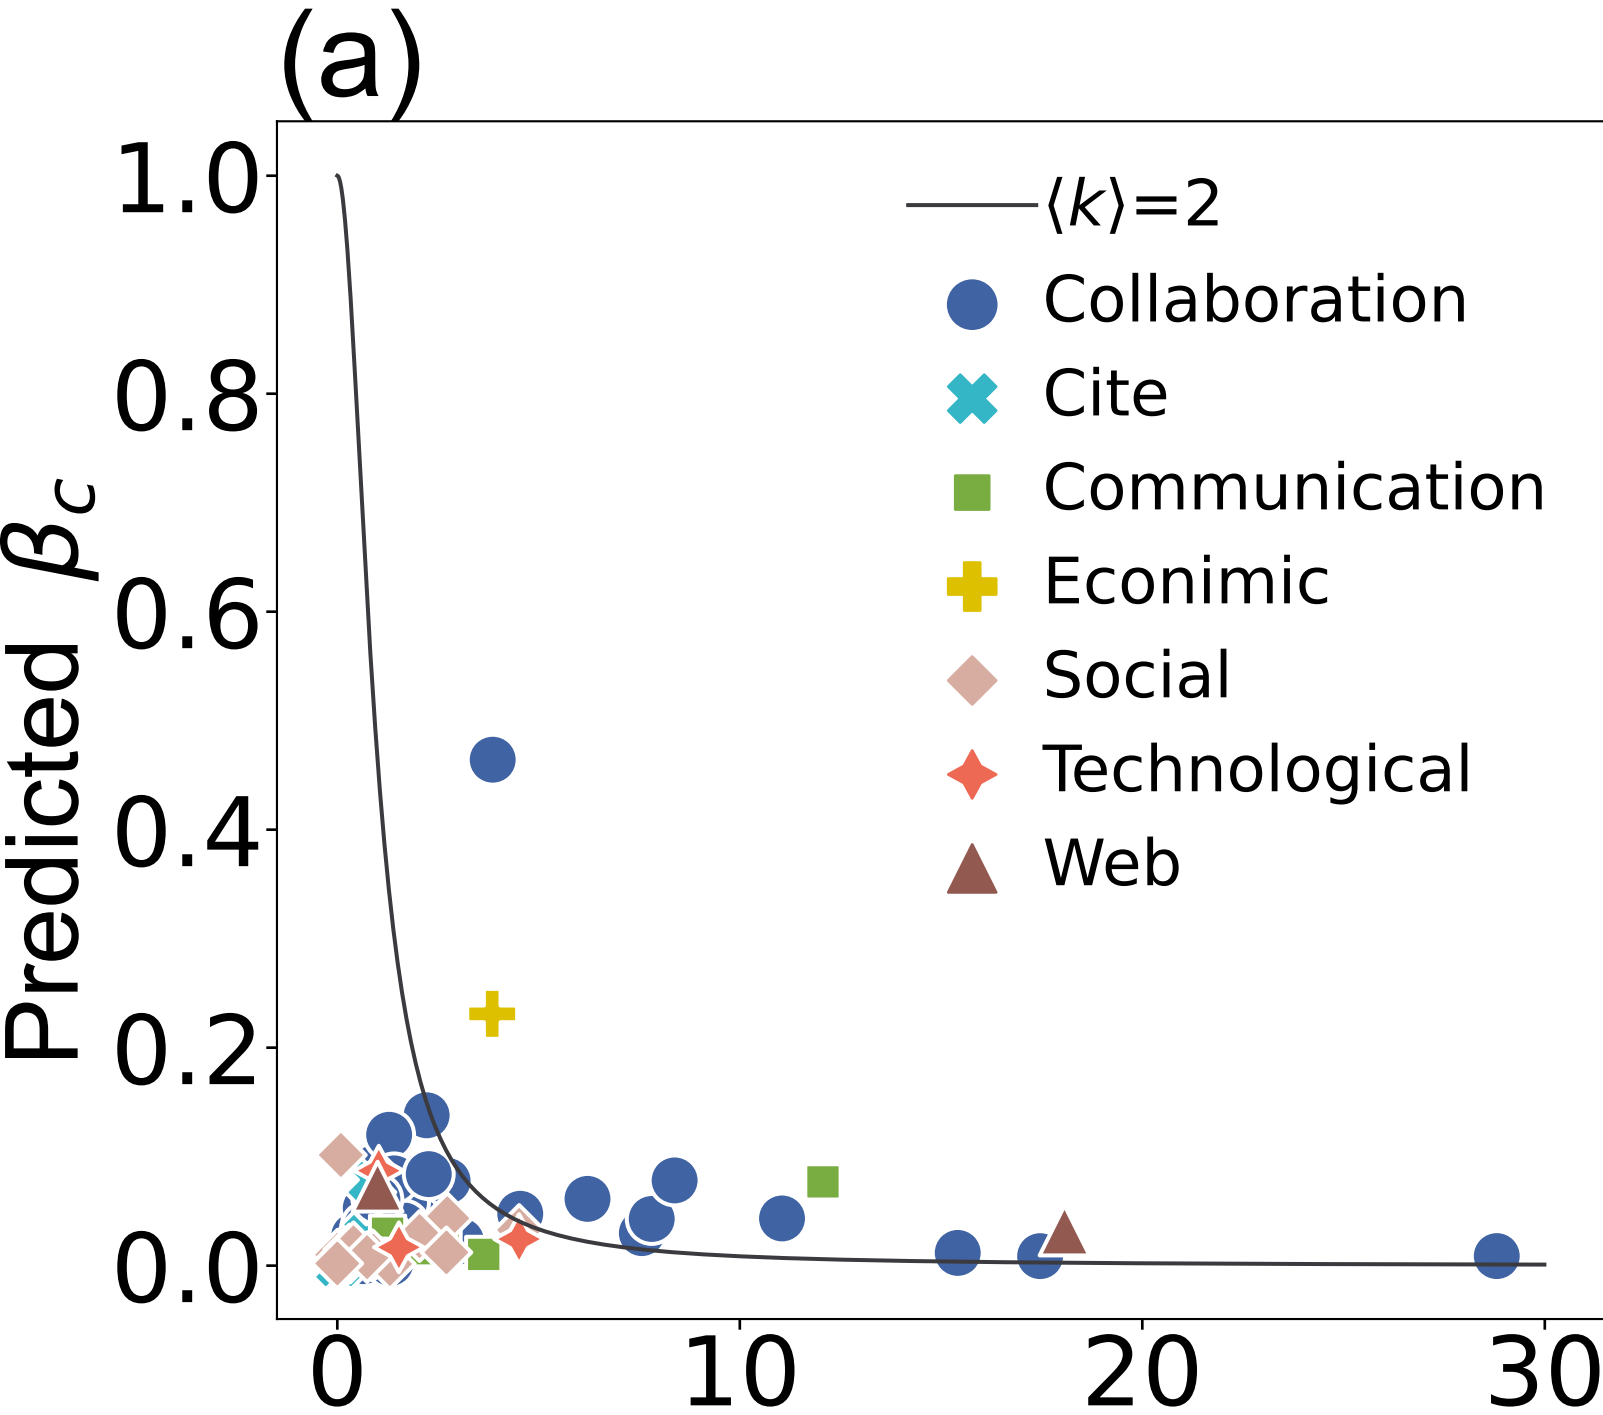 (a)
Predicted β_c
1.0
0.8
0.6
0.4
0.2
0.0
0
10
20
30
⟨k⟩=2
Collaboration
Cite
Communication
Econimic
Social
Technological
Web